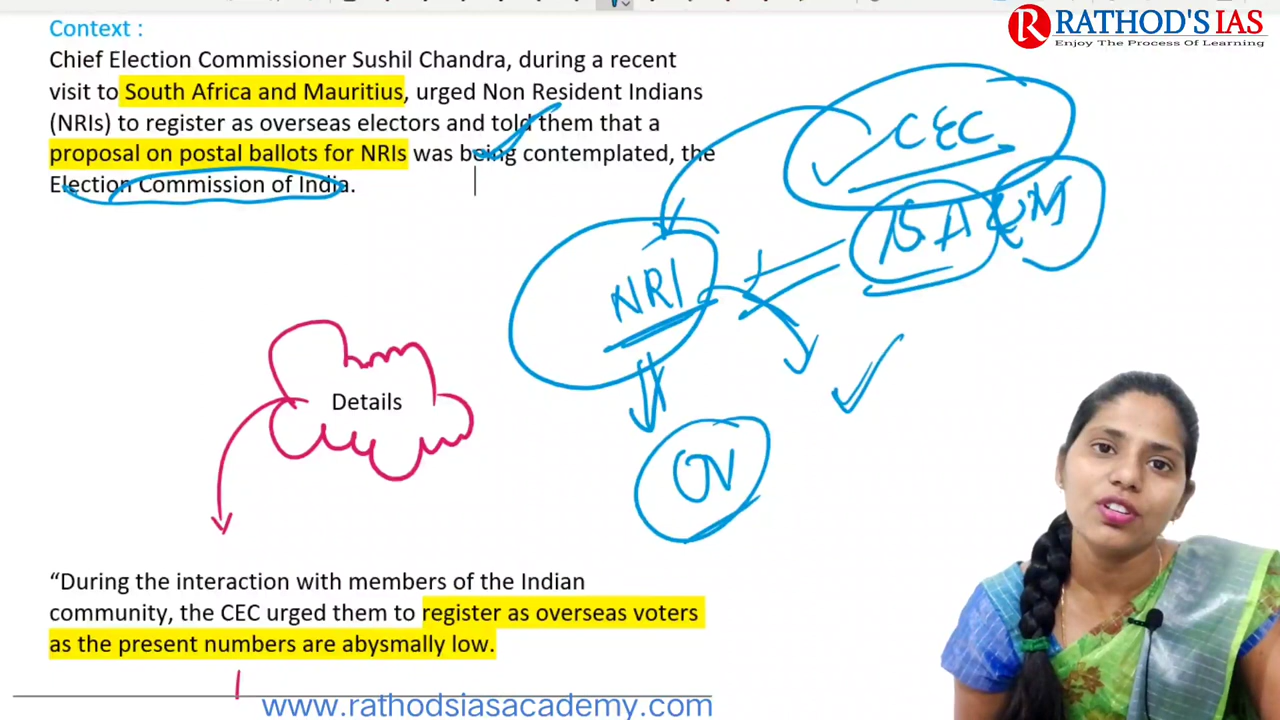 RATHOD'S IAS
Enjoy The Process Of Learning
Context :
Chief Election Commissioner Sushil Chandra, during a recent
visit to South Africa and Mauritius, urged Non Resident Indians
(NRIs) to register as overseas electors and told them that a
proposal on postal ballots for NRIs was being contemplated, the
Election Commission of India.
CEC
SA
M
NRI
OV
Details
“During the interaction with members of the Indian
community, the CEC urged them to register as overseas voters
as the present numbers are abysmally low.
www.rathodsiasacademy.com